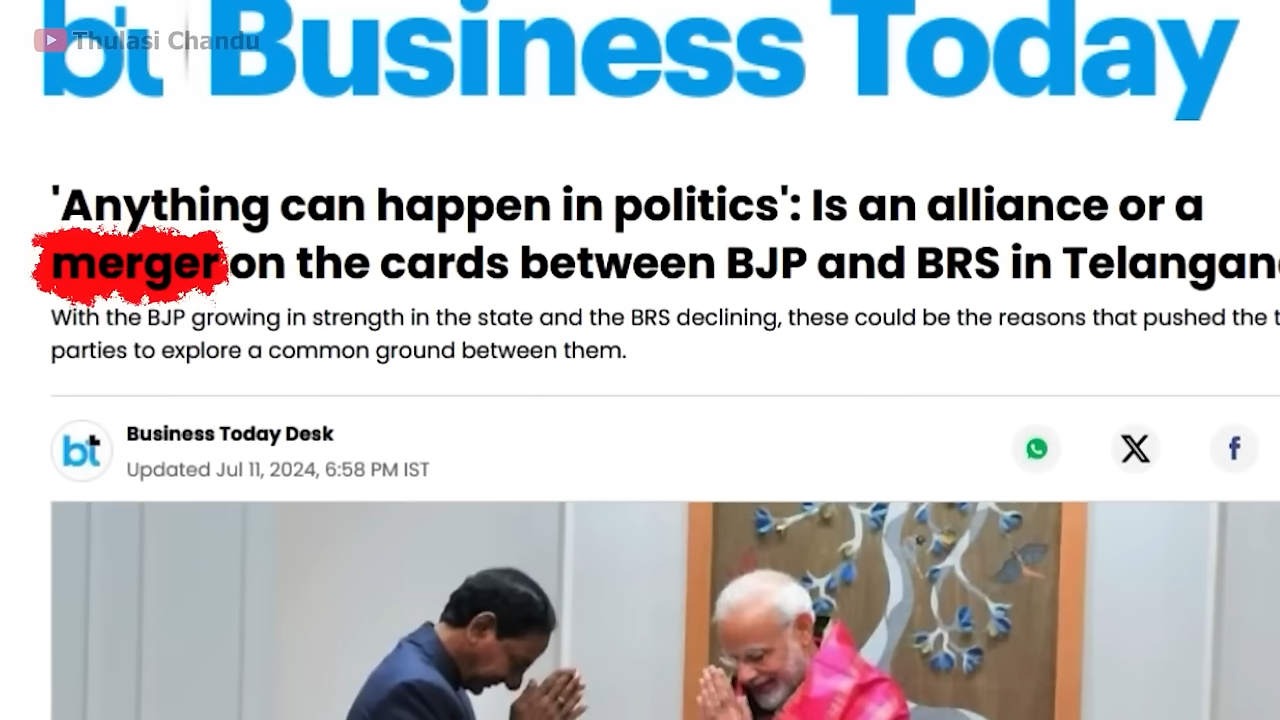 Thulasi Chandu
bt Business Today
'Anything can happen in politics': Is an alliance or a
merger on the cards between BJP and BRS in Telangan
With the BJP growing in strength in the state and the BRS declining, these could be the reasons that pushed the t
parties to explore a common ground between them.
bt
Business Today Desk
Updated Jul 11, 2024, 6:58 PM IST